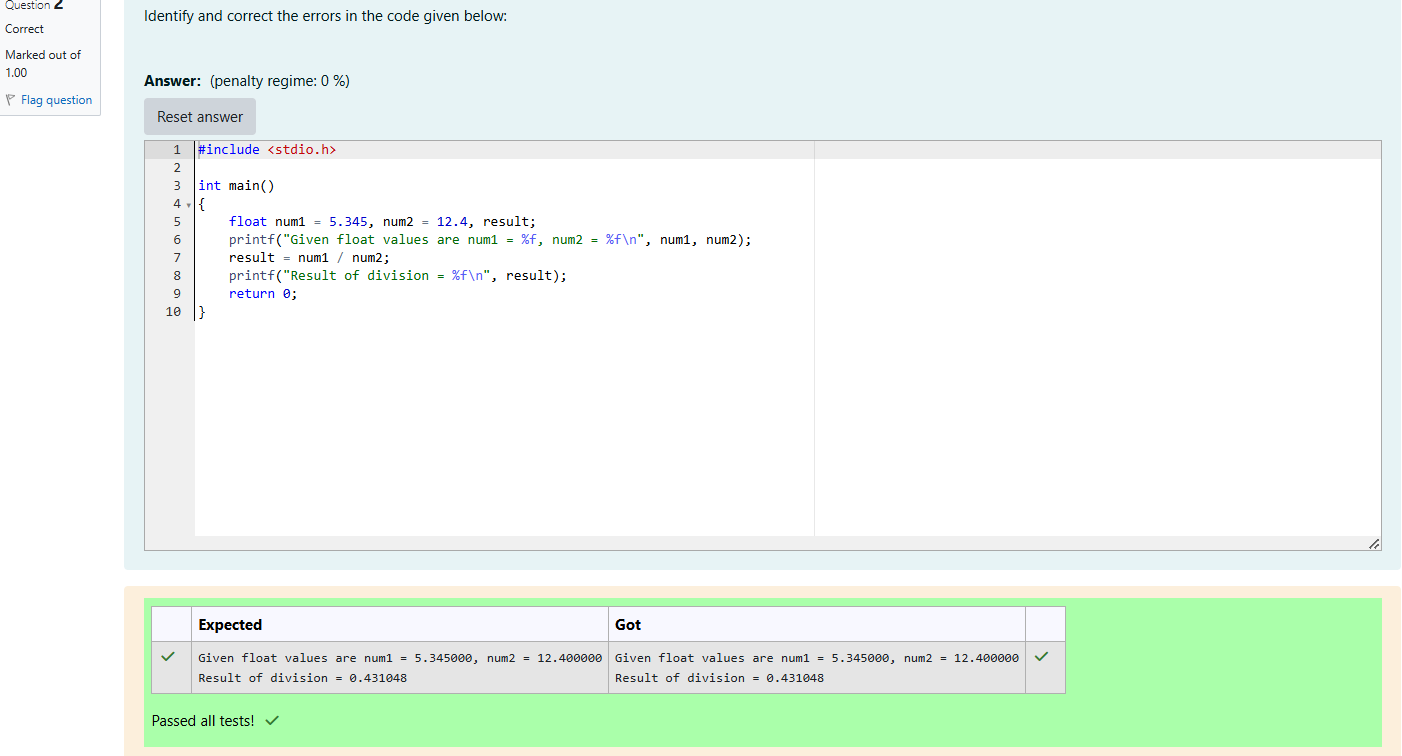 Question 2
Correct
Marked out of
1.00
Flag question
Identify and correct the errors in the code given below:
Answer: (penalty regime: 0 %)
Reset answer
1 #include <stdio.h>
2
3 int main()
4 {
5     float num1 = 5.345, num2 = 12.4, result;
6     printf("Given float values are num1 = %f, num2 = %f\n", num1, num2);
7     result = num1 / num2;
8     printf("Result of division = %f\n", result);
9     return 0;
10 }
Expected Got
Given float values are num1 = 5.345000, num2 = 12.400000 Given float values are num1 = 5.345000, num2 = 12.400000
Result of division = 0.431048 Result of division = 0.431048
Passed all tests!